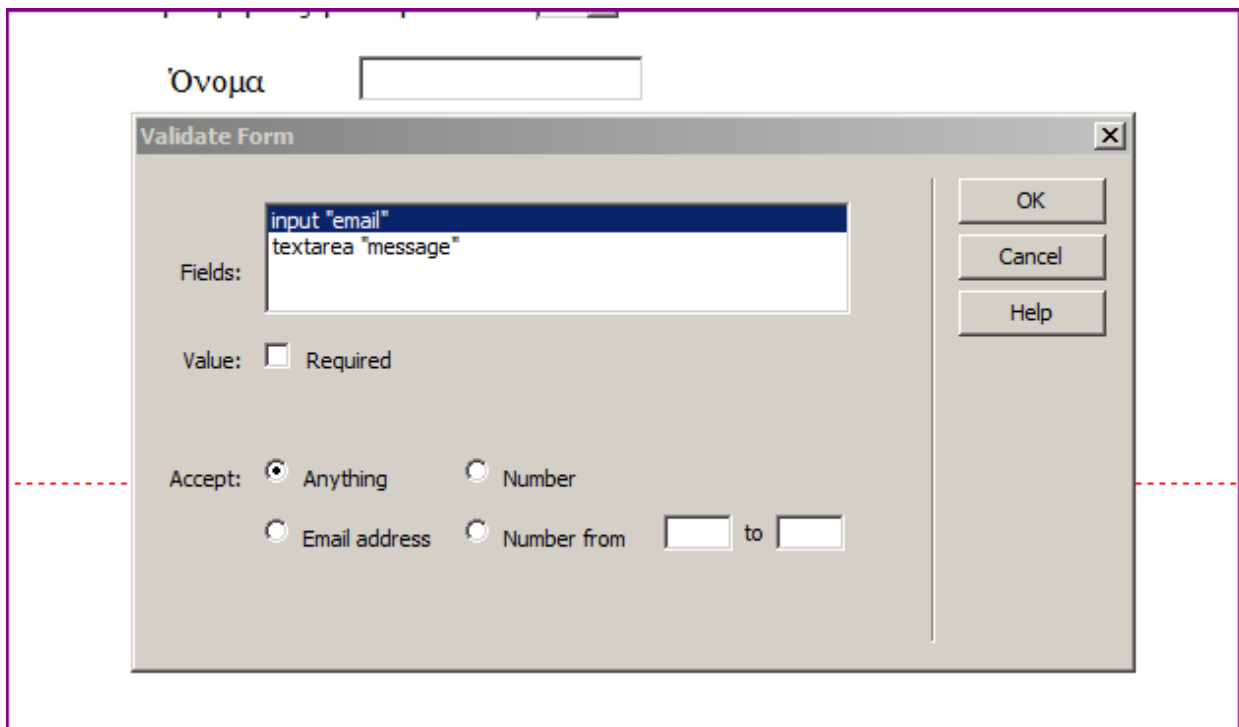 Όνομα
Validate Form
input "email"
textarea "message"
Fields:
Value: Required
Accept: Anything Number
Email address Number from to
OK
Cancel
Help